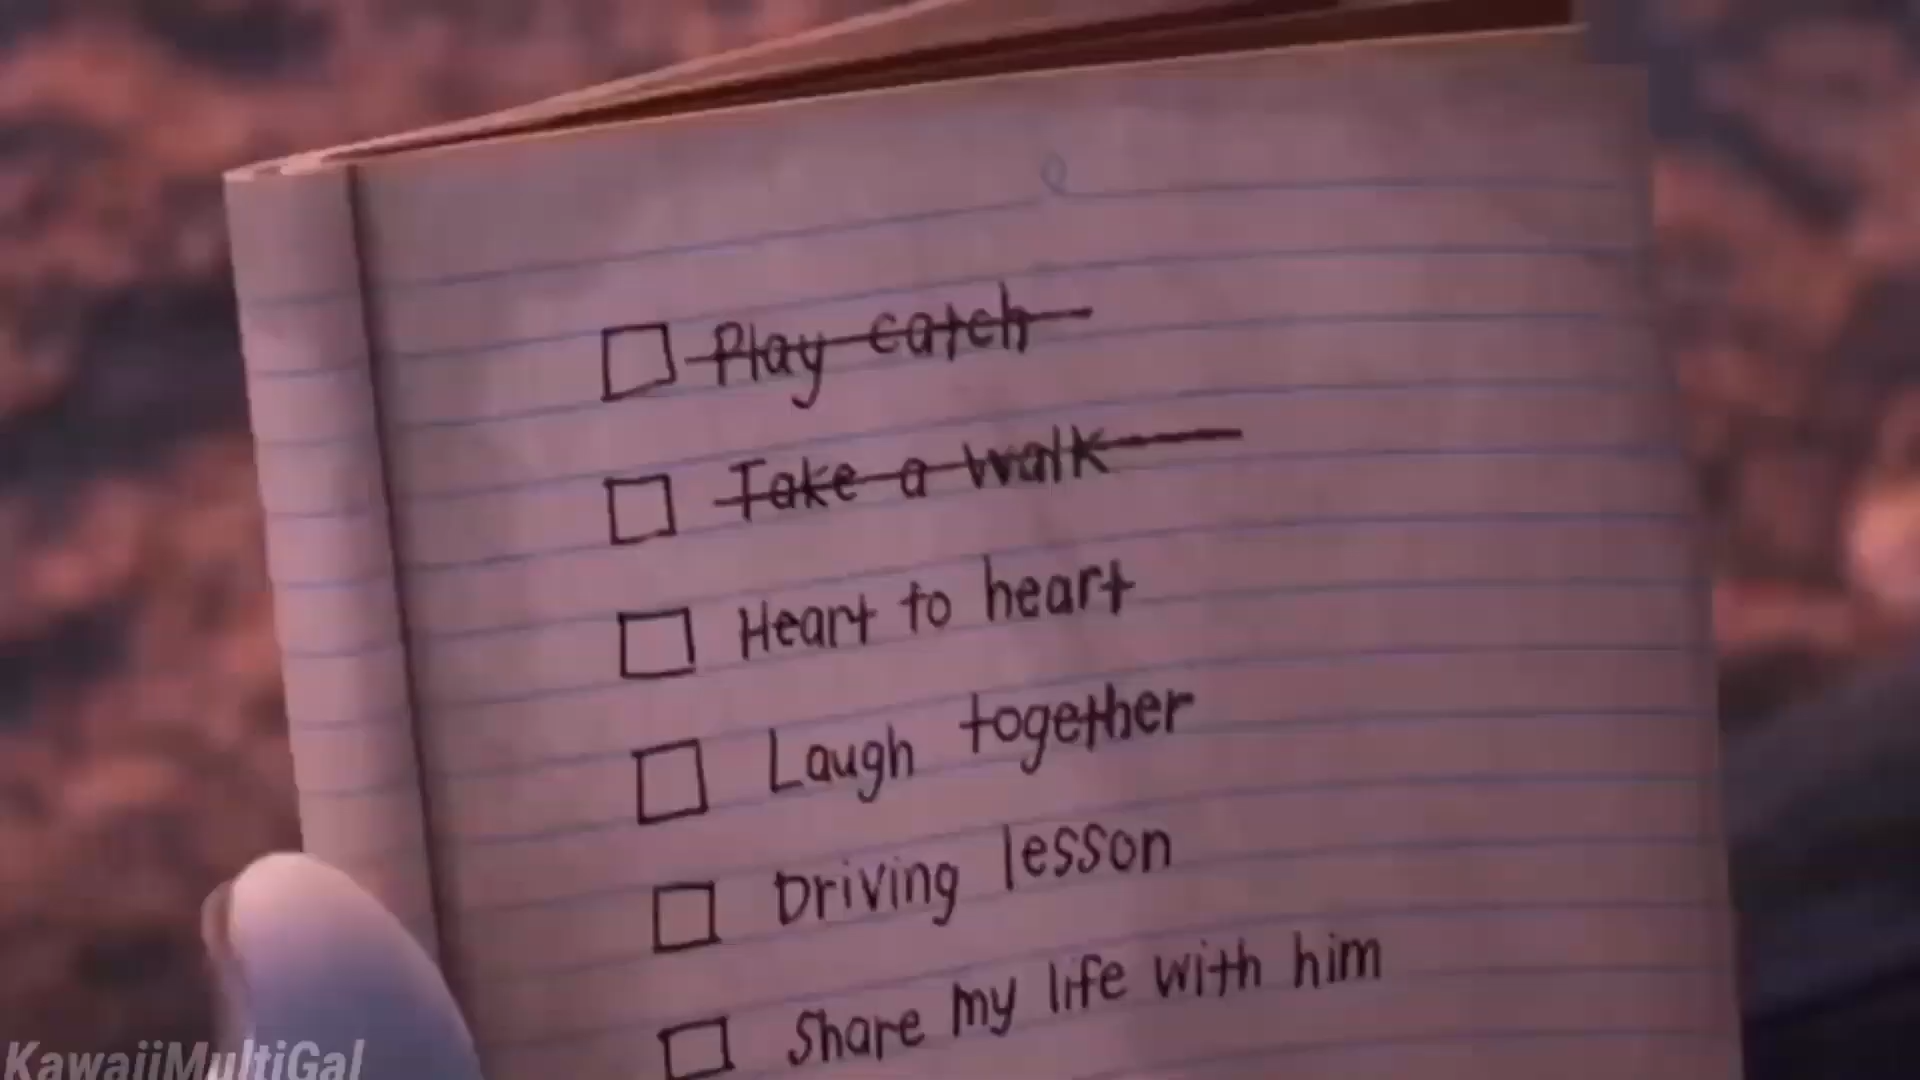 Play catch
Take a walk
Heart to heart
Laugh together
Driving lesson
Share my life with him
KawaiiMultiGal